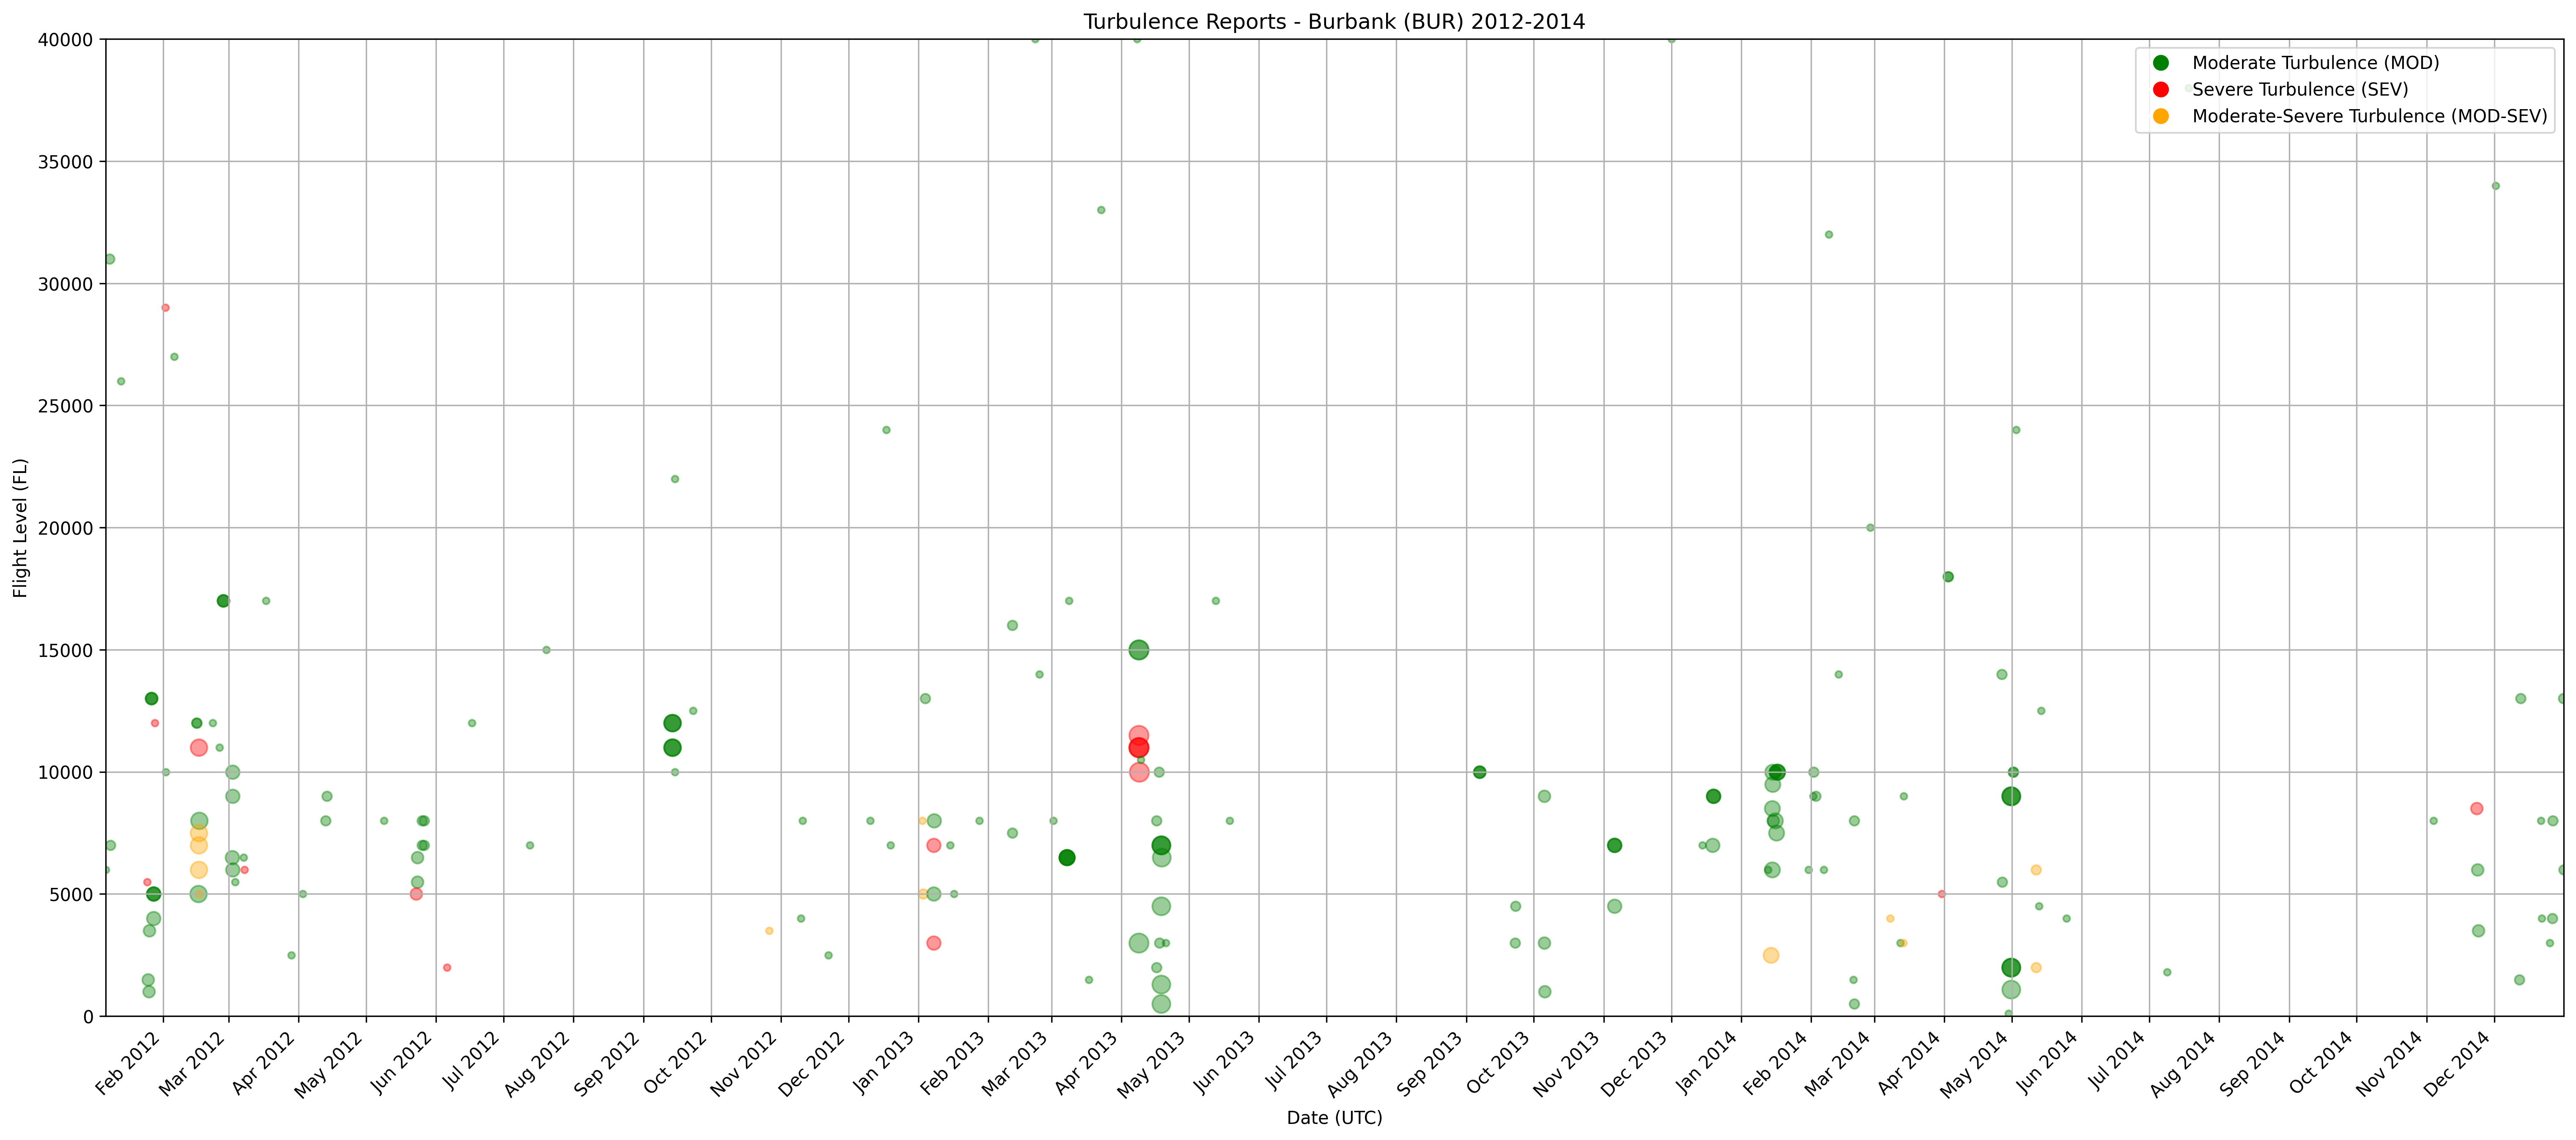 Turbulence Reports - Burbank (BUR) 2012-2014
40000
35000
30000
25000
20000
15000
10000
5000
0
Flight Level (FL)
Moderate Turbulence (MOD)
Severe Turbulence (SEV)
Moderate-Severe Turbulence (MOD-SEV)
Feb 2012
Mar 2012
Apr 2012
May 2012
Jun 2012
Jul 2012
Aug 2012
Sep 2012
Oct 2012
Nov 2012
Dec 2012
Jan 2013
Feb 2013
Mar 2013
Apr 2013
May 2013
Jun 2013
Jul 2013
Aug 2013
Sep 2013
Oct 2013
Nov 2013
Dec 2013
Jan 2014
Feb 2014
Mar 2014
Apr 2014
May 2014
Jun 2014
Jul 2014
Aug 2014
Sep 2014
Oct 2014
Nov 2014
Dec 2014
Date (UTC)